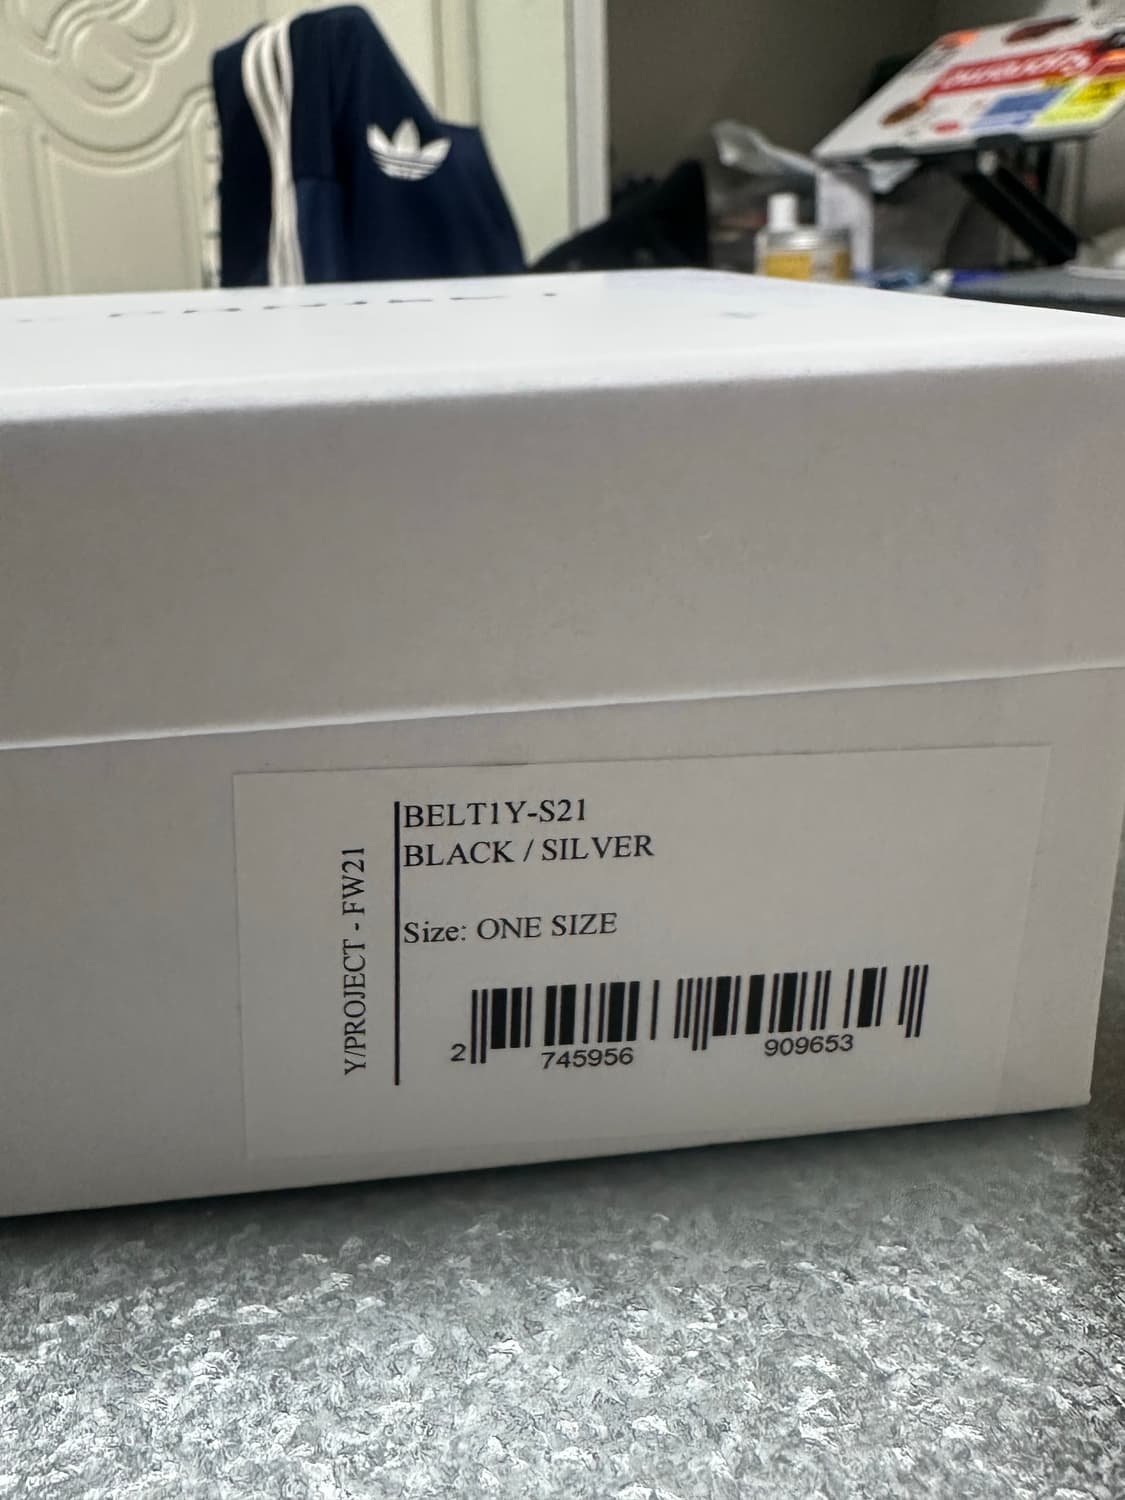 Y/PROJECT - FW21
BELT1Y-S21
BLACK / SILVER
Size: ONE SIZE
2 745956 909653